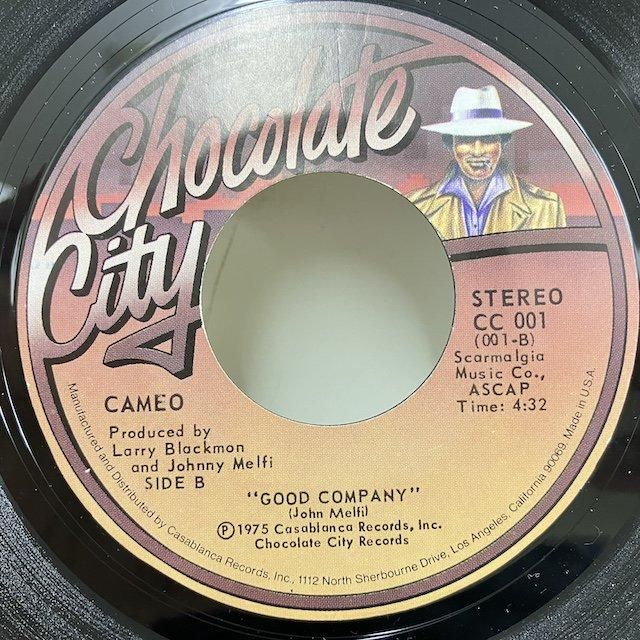 Chocolate
City
STEREO
CC 001
(001-B)
Scarmalgia
Music Co.,
ASCAP
Time: 4:32
CAMEO
Produced by
Larry Blackmon
and Johnny Melfi
SIDE B
"GOOD COMPANY"
(John Melfi)
Ⓟ1975 Casablanca Records, Inc.
Chocolate City Records
Manufactured and Distributed by Casablanca Records, Inc., 1112 North Sherbourne Drive, Los Angeles, California 90069 Made in U.S.A.